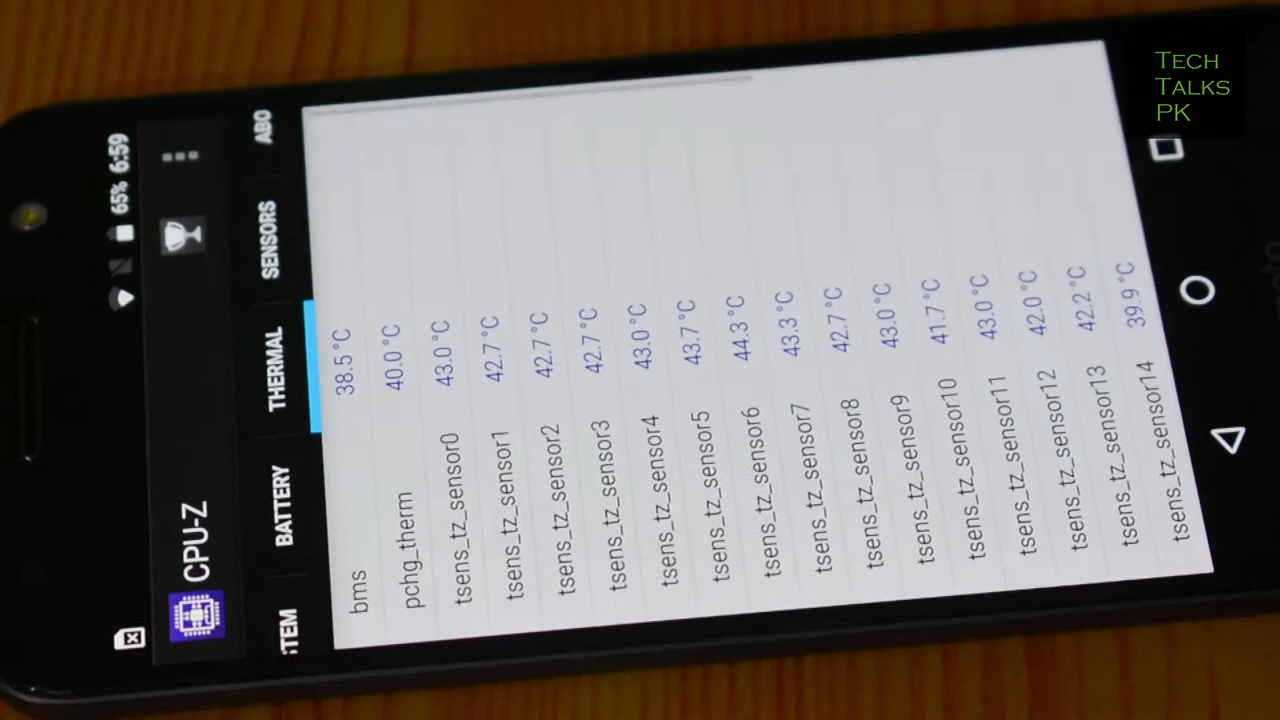 65% 6:59
CPU-Z
BATTERY THERMAL SENSORS
bms 38.5 °C
pchg_therm 40.0 °C
tsens_tz_sensor0 43.0 °C
tsens_tz_sensor1 42.7 °C
tsens_tz_sensor2 42.7 °C
tsens_tz_sensor3 42.7 °C
tsens_tz_sensor4 43.0 °C
tsens_tz_sensor5 43.7 °C
tsens_tz_sensor6 44.3 °C
tsens_tz_sensor7 43.3 °C
tsens_tz_sensor8 42.7 °C
tsens_tz_sensor9 43.0 °C
tsens_tz_sensor10 41.7 °C
tsens_tz_sensor11 43.0 °C
tsens_tz_sensor12 42.0 °C
tsens_tz_sensor13 42.2 °C
tsens_tz_sensor14 39.9 °C
TECH
TALKS
PK